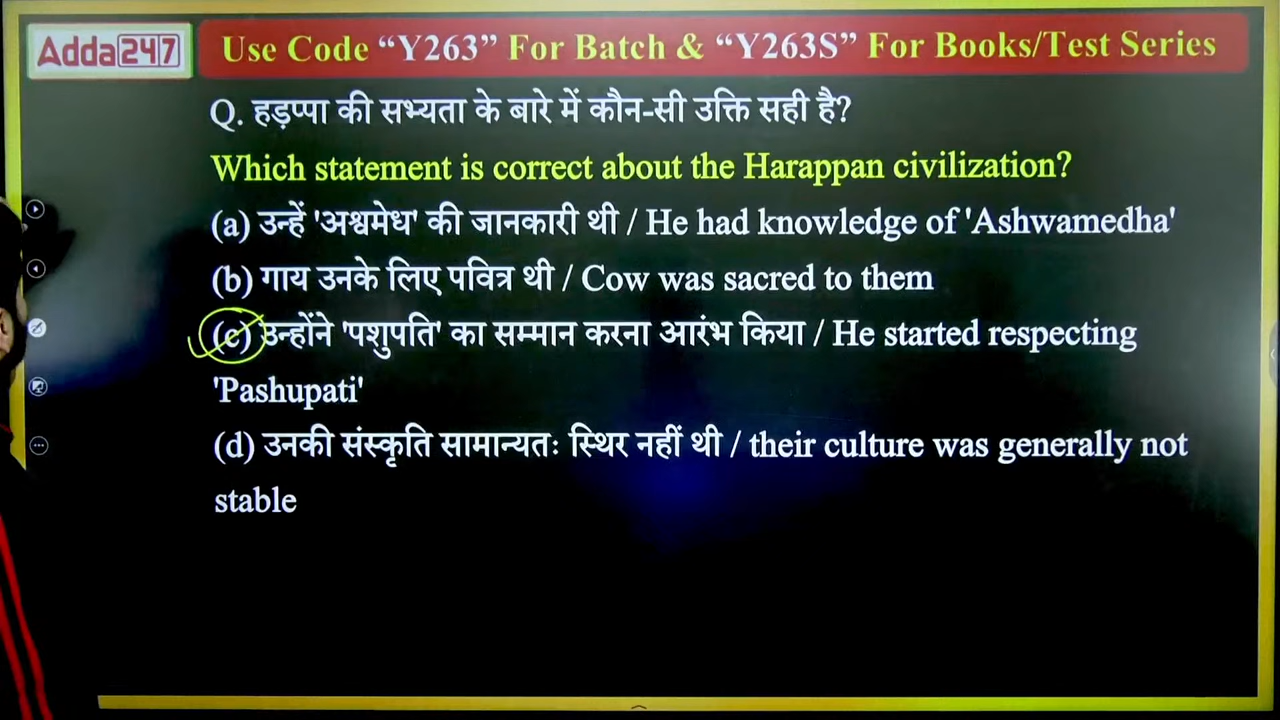 Adda247
Use Code “Y263” For Batch & “Y263S” For Books/Test Series
Q. हड़प्पा की सभ्यता के बारे में कौन-सी उक्ति सही है?
Which statement is correct about the Harappan civilization?
(a) उन्हें 'अश्वमेध' की जानकारी थी / He had knowledge of 'Ashwamedha'
(b) गाय उनके लिए पवित्र थी / Cow was sacred to them
(c) उन्होंने 'पशुपति' का सम्मान करना आरंभ किया / He started respecting
'Pashupati'
(d) उनकी संस्कृति सामान्यतः स्थिर नहीं थी / their culture was generally not
stable